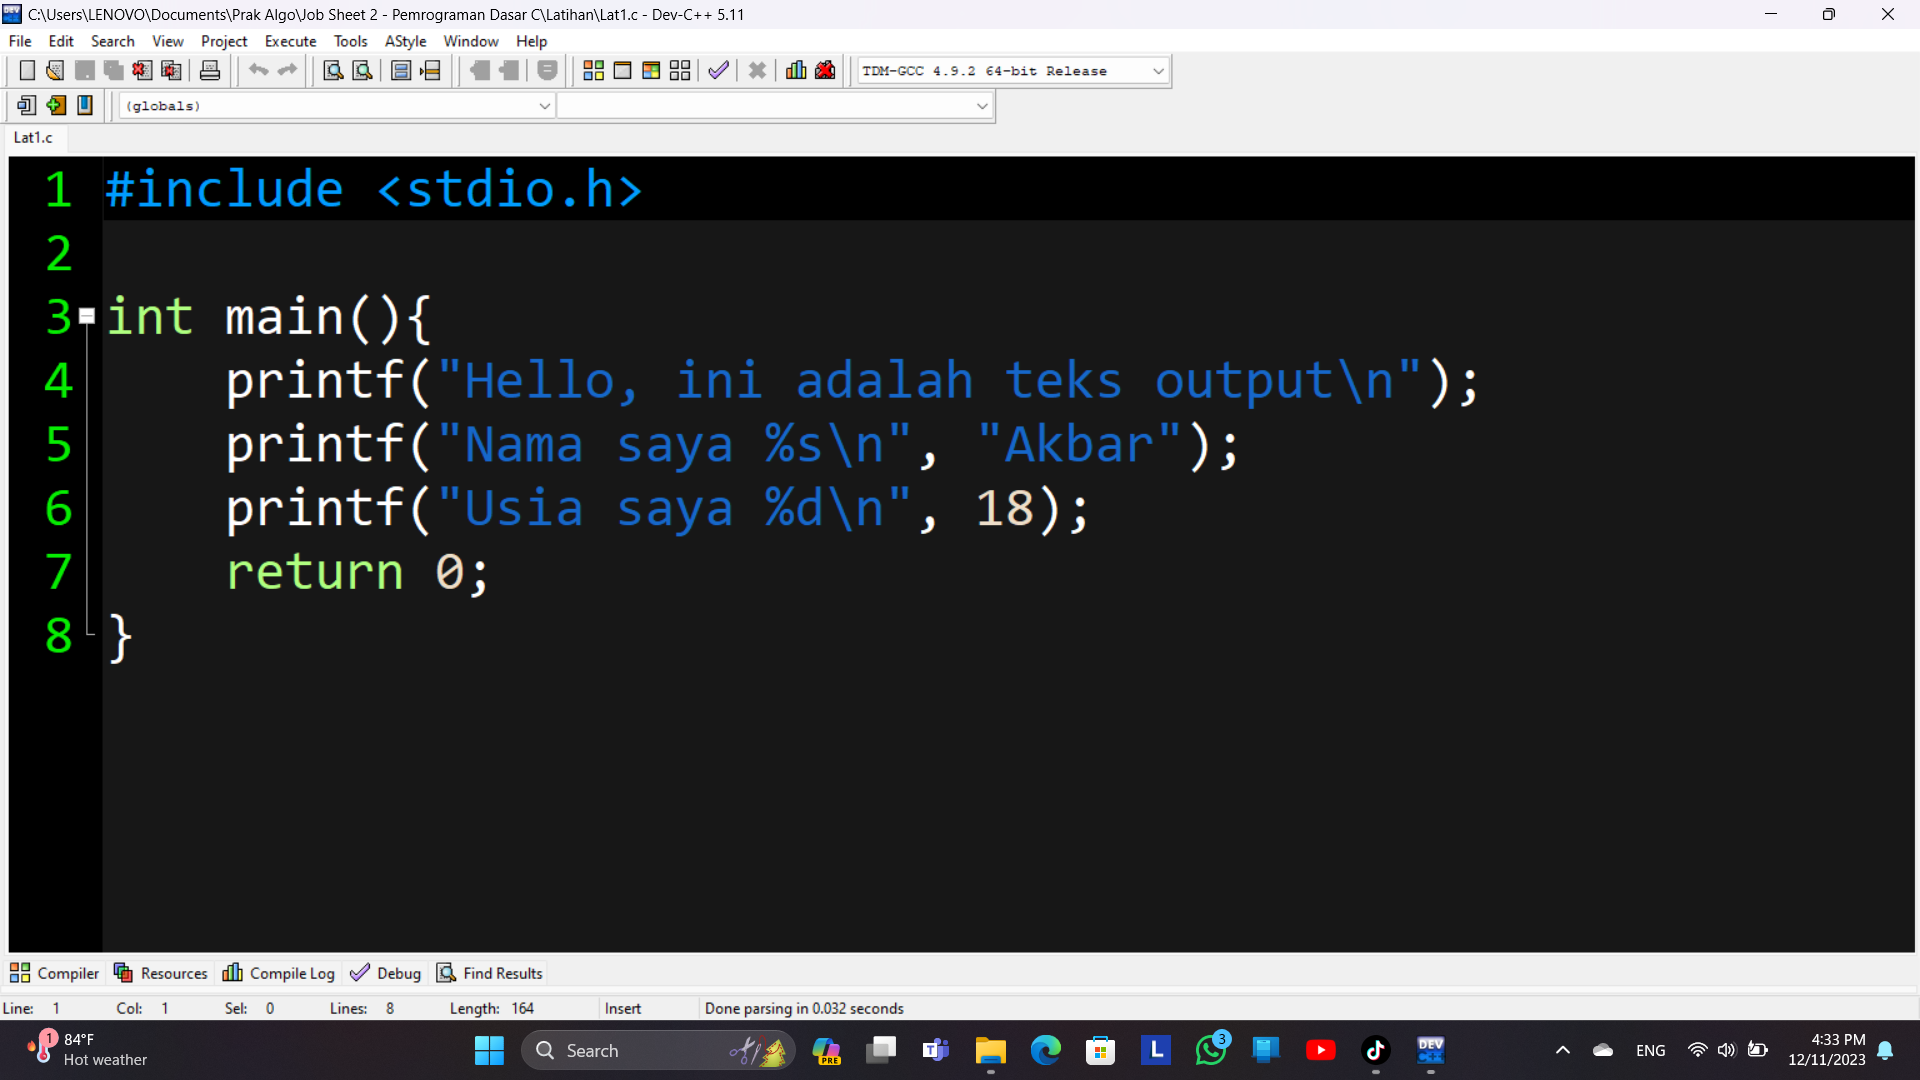 C:\Users\LENOVO\Documents\Prak Algo\Job Sheet 2 - Pemrograman Dasar C\Latihan\Lat1.c - Dev-C++ 5.11
File Edit Search View Project Execute Tools AStyle Window Help
TDM-GCC 4.9.2 64-bit Release
(globals)
Lat1.c
1 #include <stdio.h>
2
3 int main(){
4 printf("Hello, ini adalah teks output\n");
5 printf("Nama saya %s\n", "Akbar");
6 printf("Usia saya %d\n", 18);
7 return 0;
8 }
Compiler Resources Compile Log Debug Find Results
Line: 1 Col: 1 Sel: 0 Lines: 8 Length: 164 Insert Done parsing in 0.032 seconds
1 84°F
Hot weather
Search
PRE
T
L
3
DEV
C++
ENG
4:33 PM
12/11/2023